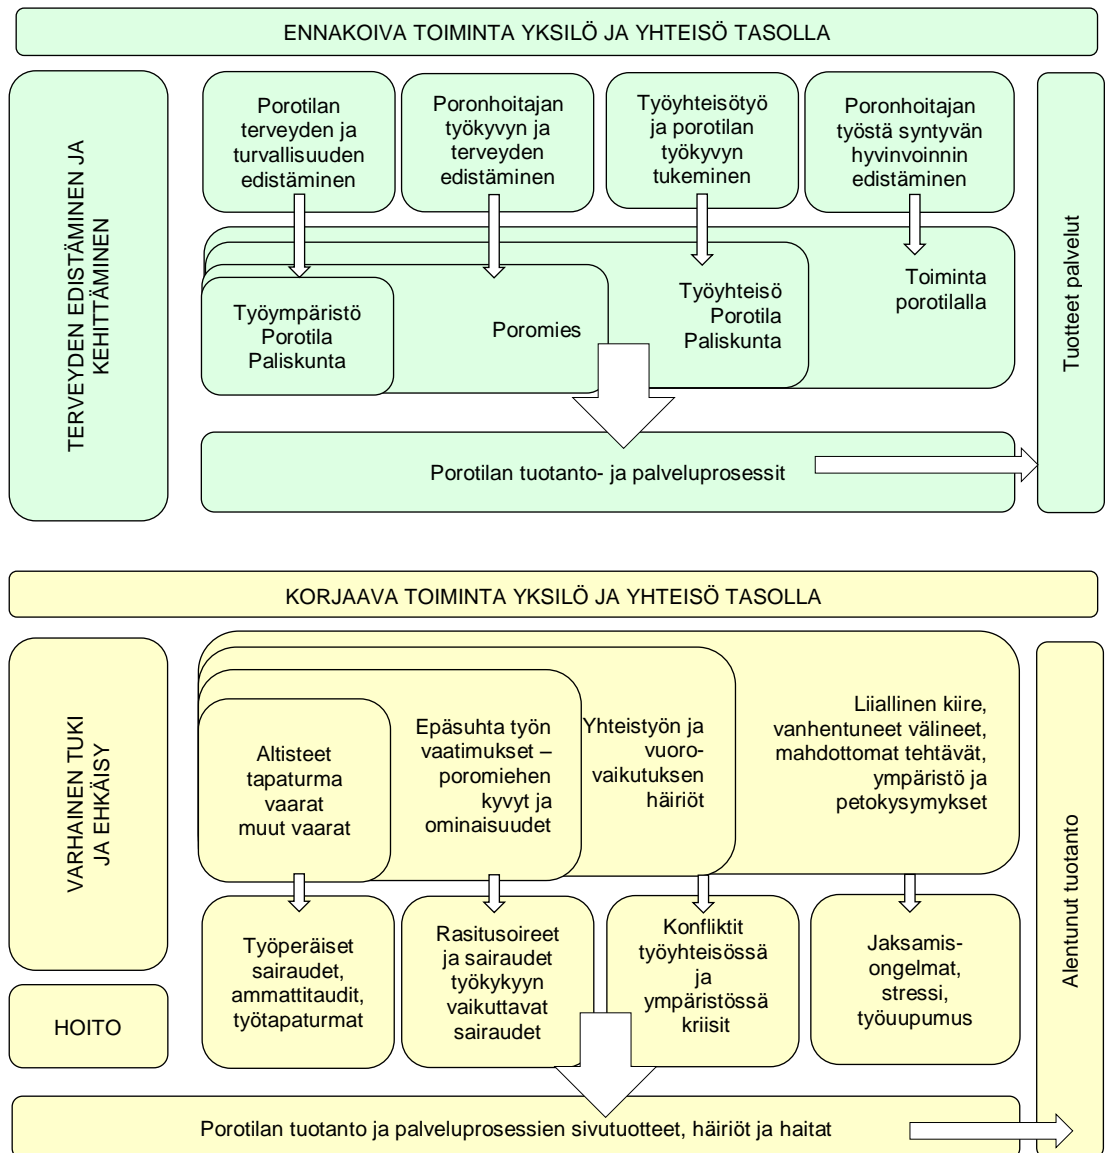 ENNAKOIVA TOIMINTA YKSILÖ JA YHTEISÖ TASOLLA
TERVEYDEN EDISTÄMINEN JA
KEHITTÄMINEN
Porotilan
terveyden ja
turvallisuuden
edistäminen
Poronhoitajan
työkyvyn ja
terveyden
edistäminen
Työyhteisötyö
ja porotilan
työkyvyn
tukeminen
Poronhoitajan
työstä syntyvän
hyvinvoinnin
edistäminen
Työympäristö
Porotila
Paliskunta
Poromies
Työyhteisö
Porotila
Paliskunta
Toiminta
porotilalla
Tuotteet palvelut
Porotilan tuotanto- ja palveluprosessit
KORJAAVA TOIMINTA YKSILÖ JA YHTEISÖ TASOLLA
VARHAINEN TUKI
JA EHKÄISY
Altisteet
tapaturma
vaarat
muut vaarat
Epäsuhta työn
vaatimukset –
poromiehen
kyvyt ja
ominaisuudet
Yhteistyön ja
vuoro-
vaikutuksen
häiriöt
Liiallinen kiire,
vanhentuneet välineet,
mahdottomat tehtävät,
ympäristö ja
petokysymykset
Alentunut tuotanto
HOITO
Työperäiset
sairaudet,
ammattitaudit,
työtapaturmat
Rasitusoireet
ja sairaudet
työkykyyn
vaikuttavat
sairaudet
Konfliktit
työyhteisössä
ja
ympäristössä
kriisit
Jaksamis-
ongelmat,
stressi,
työuupumus
Porotilan tuotanto ja palveluprosessien sivutuotteet, häiriöt ja haitat